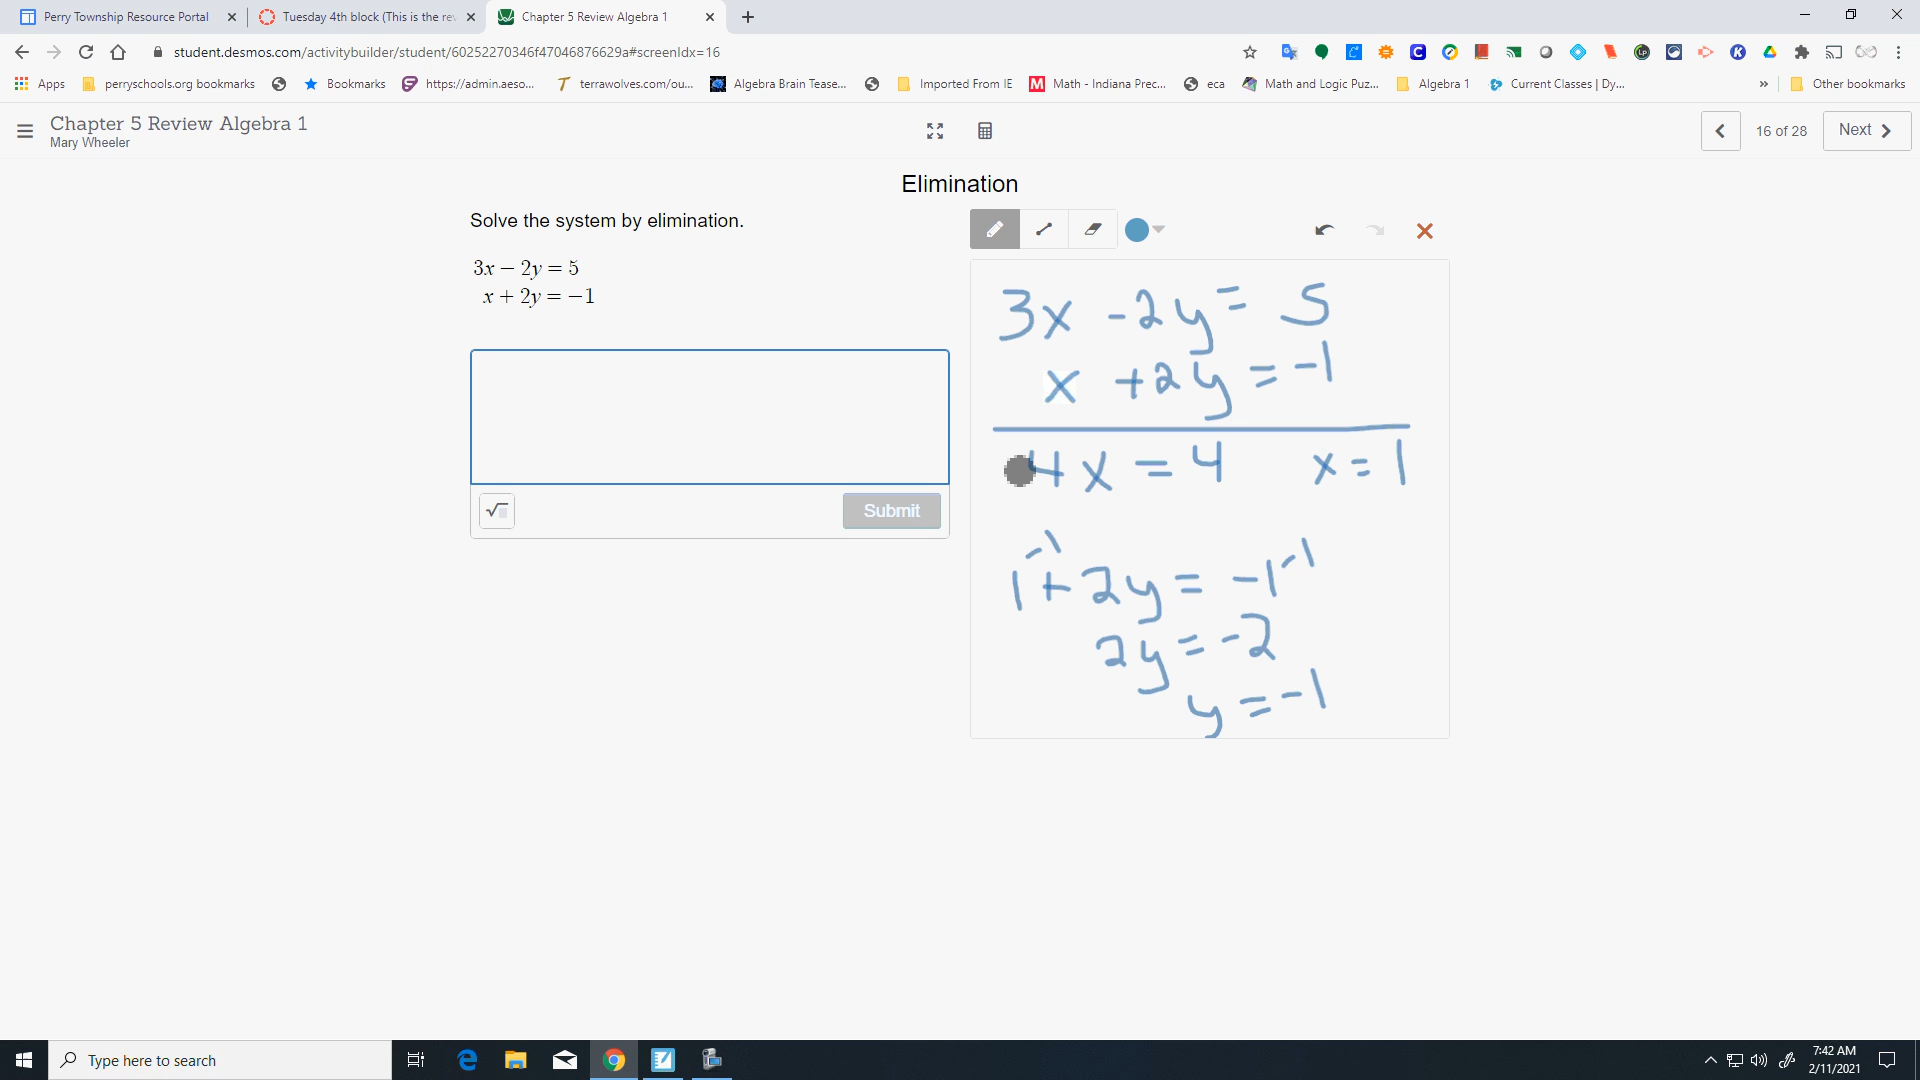 Perry Township Resource Portal
Tuesday 4th block (This is the rev
Chapter 5 Review Algebra 1
student.desmos.com/activitybuilder/student/60252270346f47046876629a#screenIdx=16
Apps
perryschools.org bookmarks
Bookmarks
https://admin.aeso...
terrawolves.com/ou...
Algebra Brain Tease...
Imported From IE
Math - Indiana Prec...
eca
Math and Logic Puz...
Algebra 1
Current Classes | Dy...
»
Other bookmarks
Chapter 5 Review Algebra 1
Mary Wheeler
16 of 28
Next
Elimination
Solve the system by elimination.
3x − 2y = 5
x + 2y = −1
Submit
3x -2y = 5
x +2y = -1
4x = 4 x = 1
-1 -1
1 + 2y = -1
2y = -2
y = -1
Type here to search
7:42 AM
2/11/2021